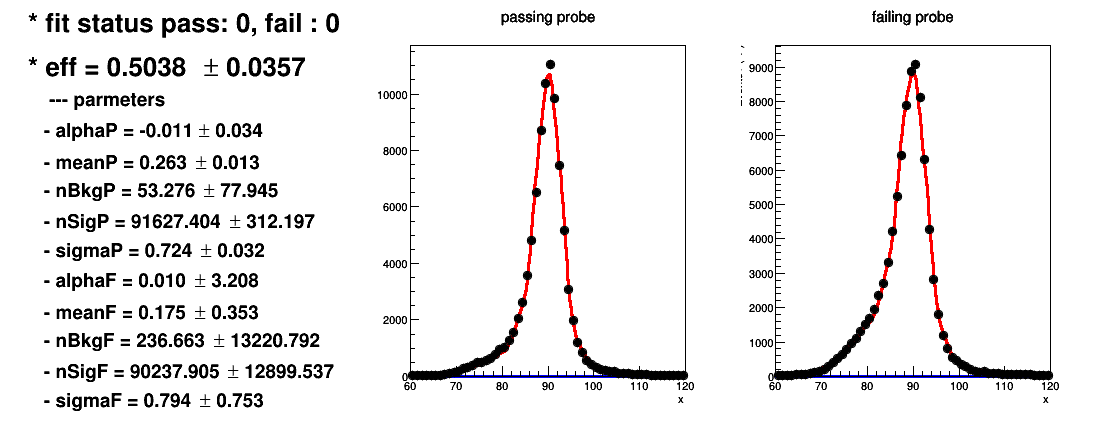 * fit status pass: 0, fail : 0
* eff = 0.5038 ± 0.0357
--- parmeters
- alphaP = -0.011 ± 0.034
- meanP = 0.263 ± 0.013
- nBkgP = 53.276 ± 77.945
- nSigP = 91627.404 ± 312.197
- sigmaP = 0.724 ± 0.032
- alphaF = 0.010 ± 3.208
- meanF = 0.175 ± 0.353
- nBkgF = 236.663 ± 13220.792
- nSigF = 90237.905 ± 12899.537
- sigmaF = 0.794 ± 0.753
passing probe
10000
8000
6000
4000
2000
0
60 70 80 90 100 110 120
x
failing probe
9000
8000
7000
6000
5000
4000
3000
2000
1000
0
60 70 80 90 100 110 120
x